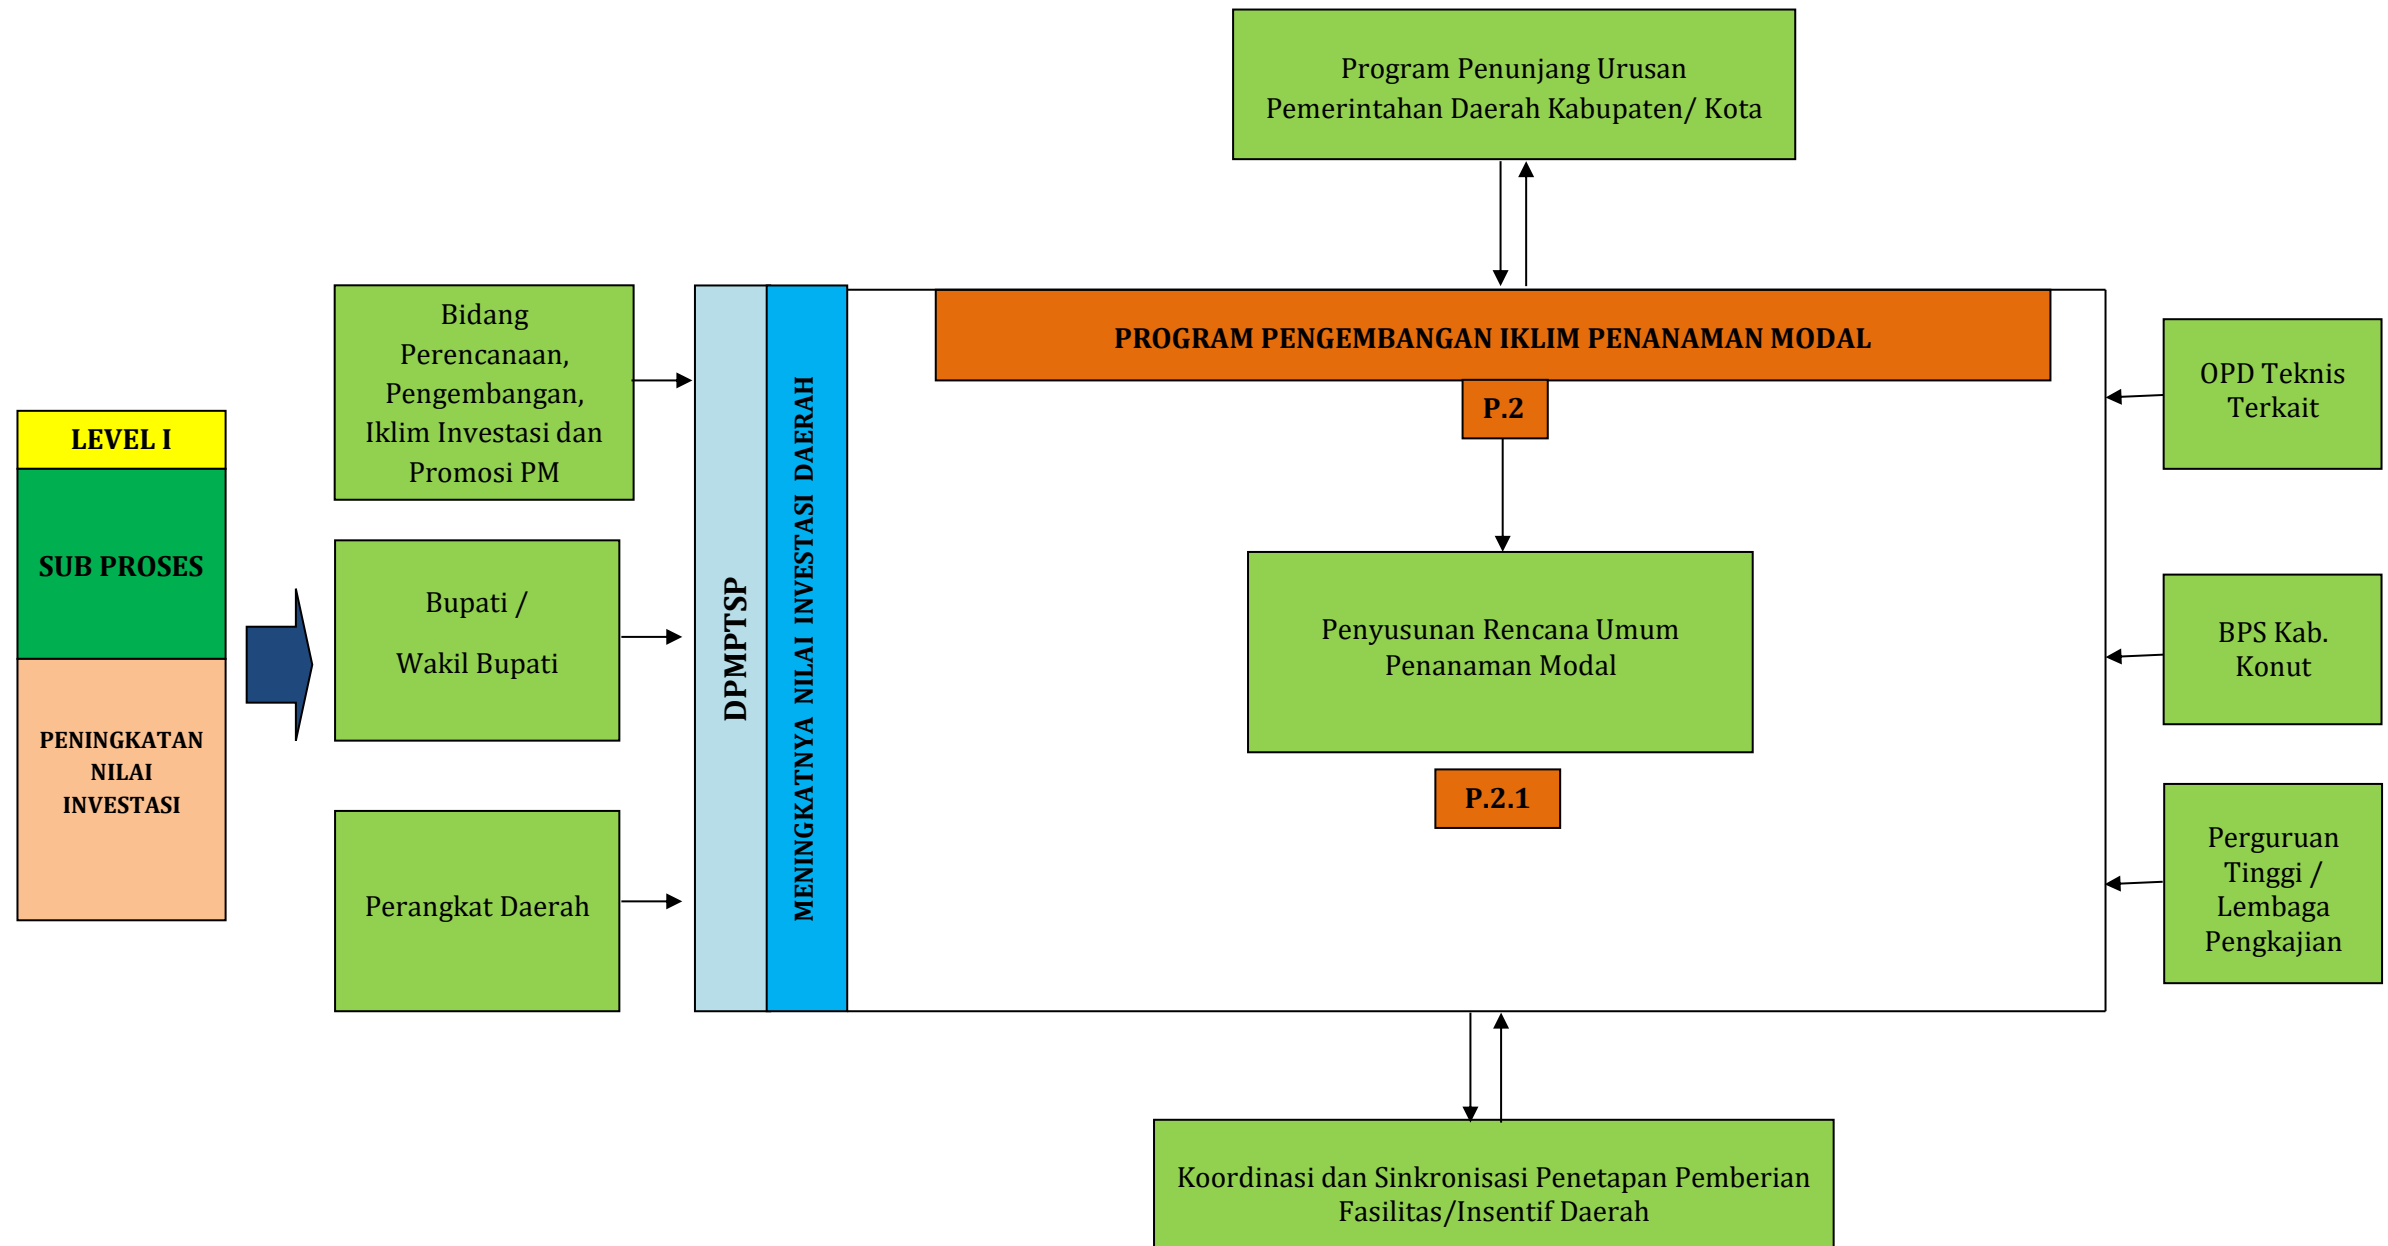 Program Penunjang Urusan
Pemerintahan Daerah Kabupaten/ Kota
LEVEL I
SUB PROSES
PENINGKATAN
NILAI
INVESTASI
Bidang
Perencanaan,
Pengembangan,
Iklim Investasi dan
Promosi PM
Bupati /
Wakil Bupati
Perangkat Daerah
DPMPTSP
MENINGKATNYA NILAI INVESTASI DAERAH
PROGRAM PENGEMBANGAN IKLIM PENANAMAN MODAL
P.2
Penyusunan Rencana Umum
Penanaman Modal
P.2.1
OPD Teknis
Terkait
BPS Kab.
Konut
Perguruan
Tinggi /
Lembaga
Pengkajian
Koordinasi dan Sinkronisasi Penetapan Pemberian
Fasilitas/Insentif Daerah